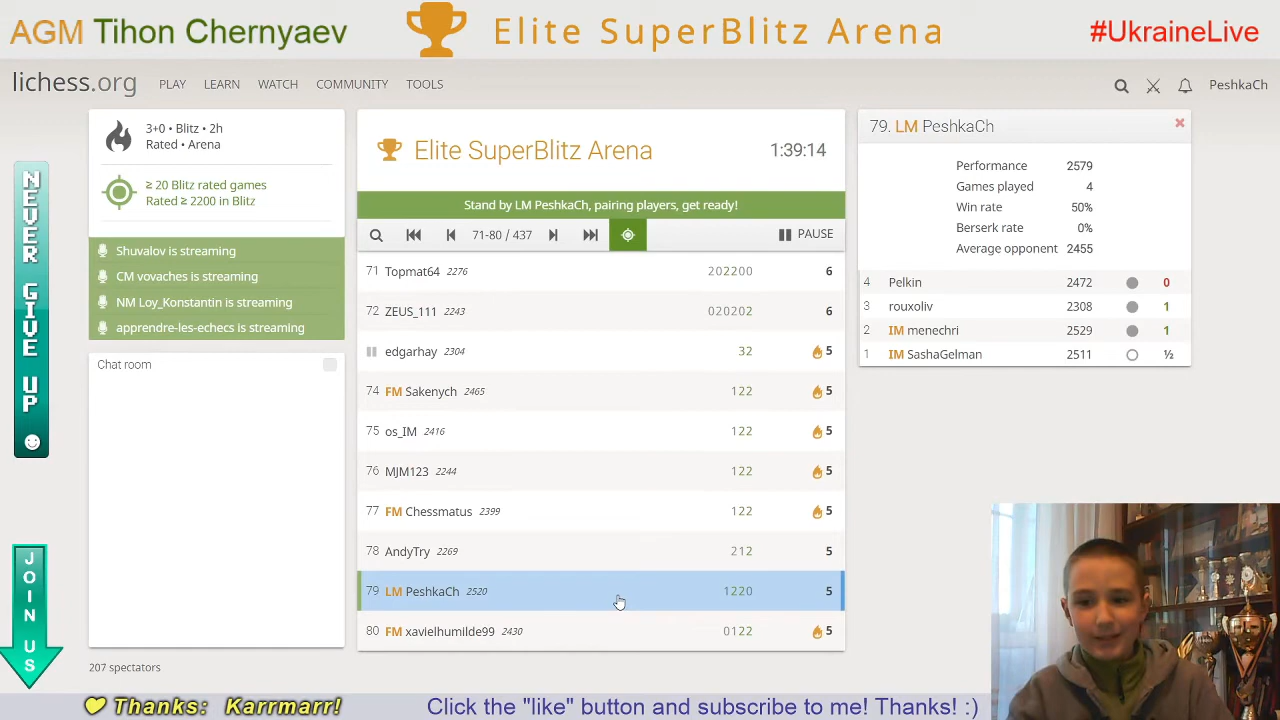 AGM Tihon Chernyaev
Elite SuperBlitz Arena
#UkraineLive
lichess.org
PLAY
LEARN
WATCH
COMMUNITY
TOOLS
PeshkaCh
3+0 • Blitz • 2h
Rated • Arena
≥ 20 Blitz rated games
Rated ≥ 2200 in Blitz
Shuvalov is streaming
CM vovaches is streaming
NM Loy_Konstantin is streaming
apprendre-les-echecs is streaming
Chat room
207 spectators
NEVER GIVE UP
JOIN US
Elite SuperBlitz Arena
1:39:14
Stand by LM PeshkaCh, pairing players, get ready!
71-80 / 437
PAUSE
71 Topmat64 2276 202200 6
72 ZEUS_111 2243 020202 6
edgarhay 2304 32 5
74 FM Sakenych 2465 122 5
75 os_IM 2416 122 5
76 MJM123 2244 122 5
77 FM Chessmatus 2399 122 5
78 AndyTry 2269 212 5
79 LM PeshkaCh 2520 1220 5
80 FM xavielhumilde99 2430 0122 5
79. LM PeshkaCh
Performance 2579
Games played 4
Win rate 50%
Berserk rate 0%
Average opponent 2455
4 Pelkin 2472 0
3 rouxoliv 2308 1
2 IM menechri 2529 1
1 IM SashaGelman 2511 ½
Thanks: Karrmarr!
Click the "like" button and subscribe to me! Thanks! :)